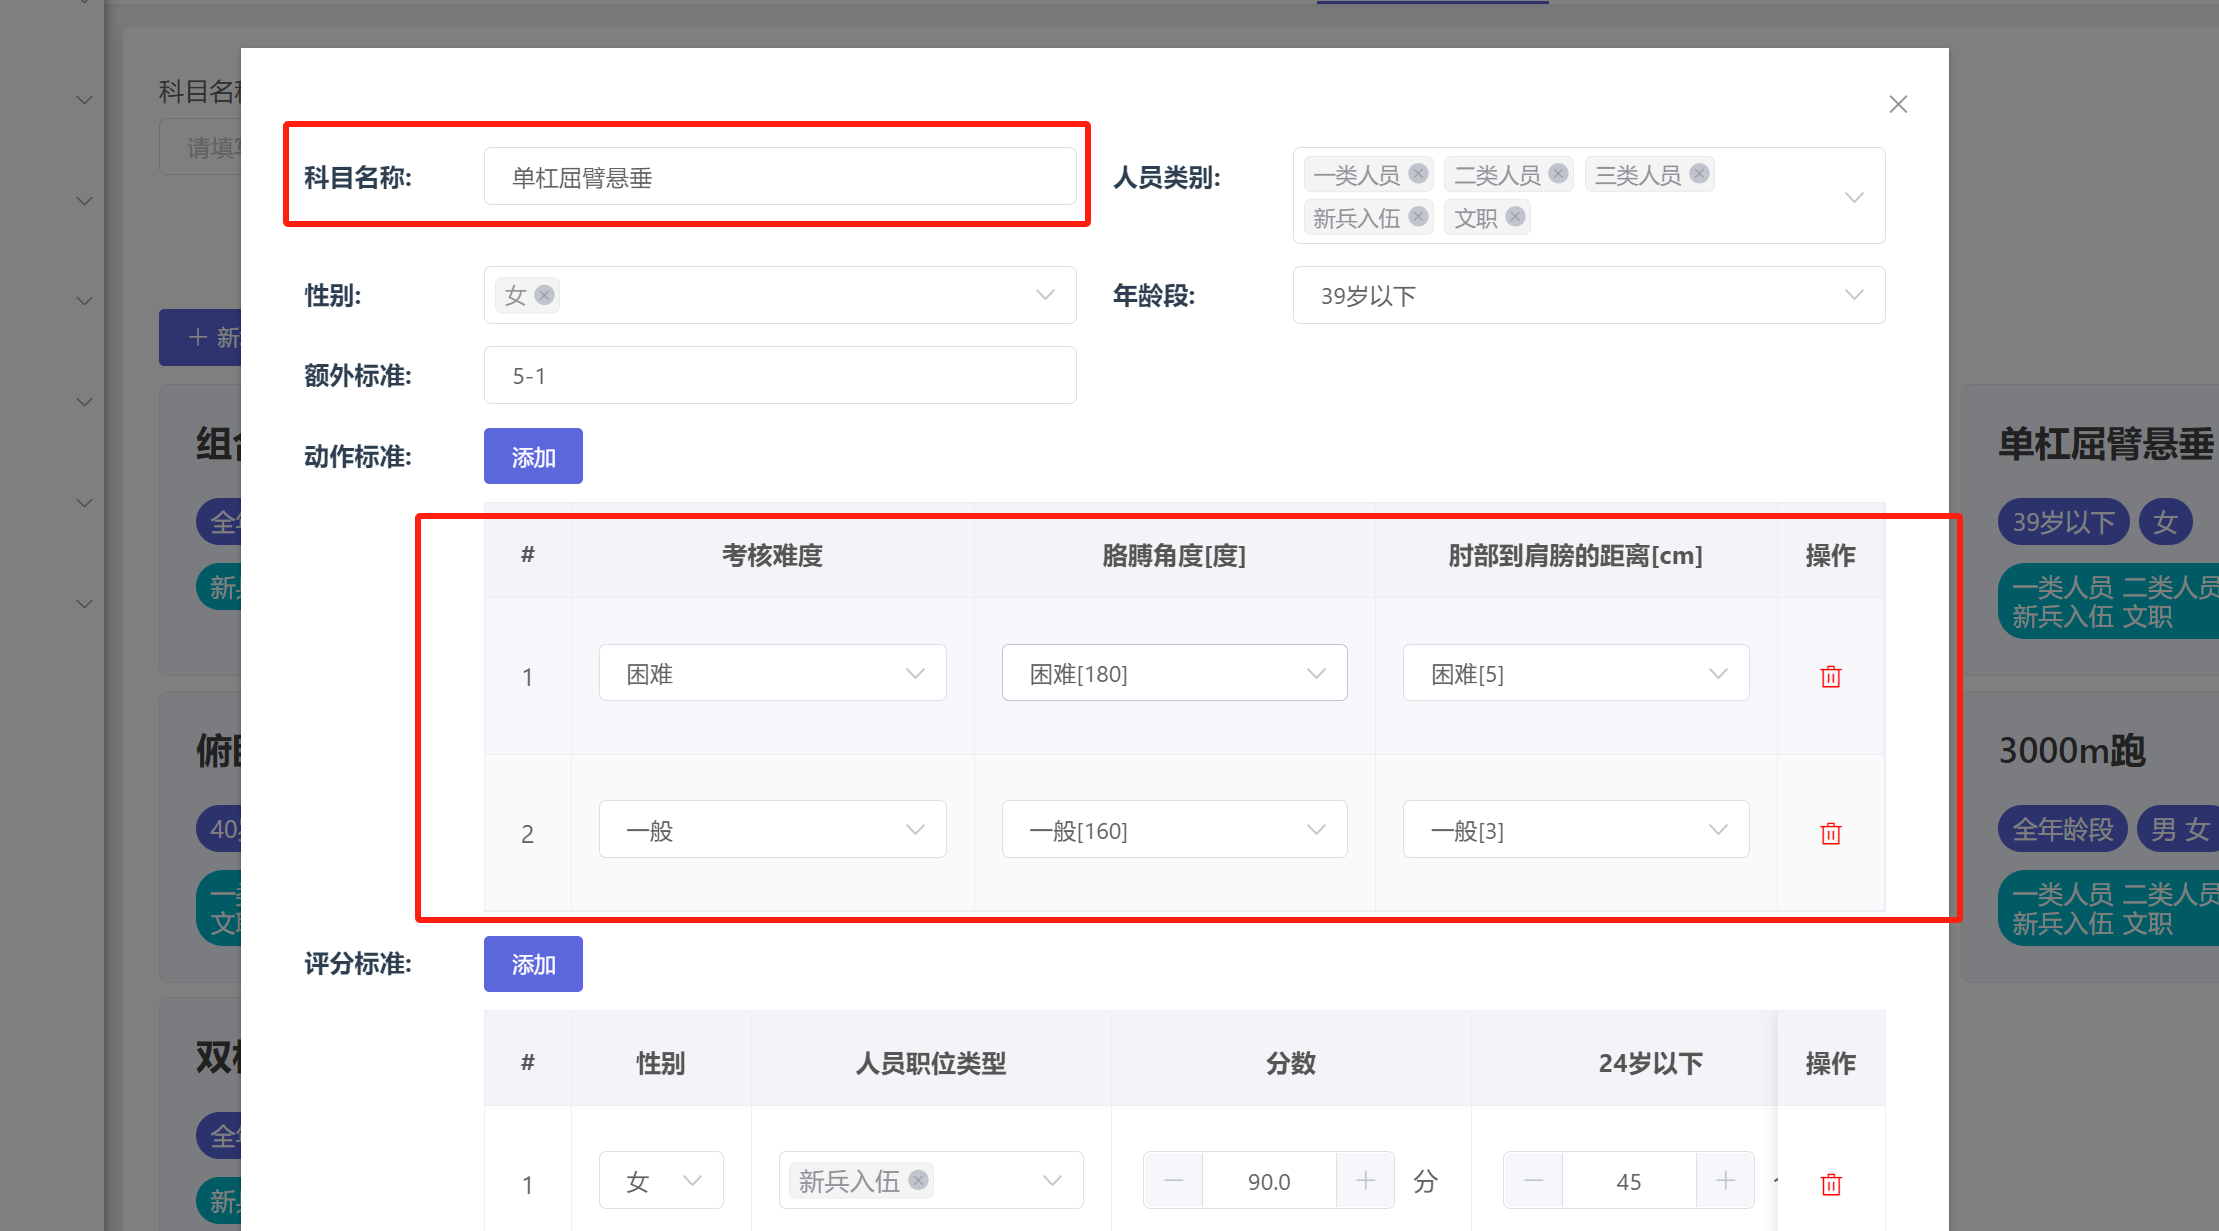 科目名称
请填
科目名称:
单杠屈臂悬垂
人员类别:
一类人员
二类人员
三类人员
新兵入伍
文职
性别:
女
年龄段:
39岁以下
+ 新
额外标准:
5-1
动作标准:
添加
#
考核难度
胳膊角度[度]
肘部到肩膀的距离[cm]
操作
1
困难
困难[180]
困难[5]
2
一般
一般[160]
一般[3]
评分标准:
添加
#
性别
人员职位类型
分数
24岁以下
操作
1
女
新兵入伍
90.0
分
45
组合
全
新
俯
40
一
文
双
全
新
单杠屈臂悬垂
39岁以下
女
一类人员 二类人员
新兵入伍 文职
3000m跑
全年龄段
男 女
一类人员 二类人员
新兵入伍 文职